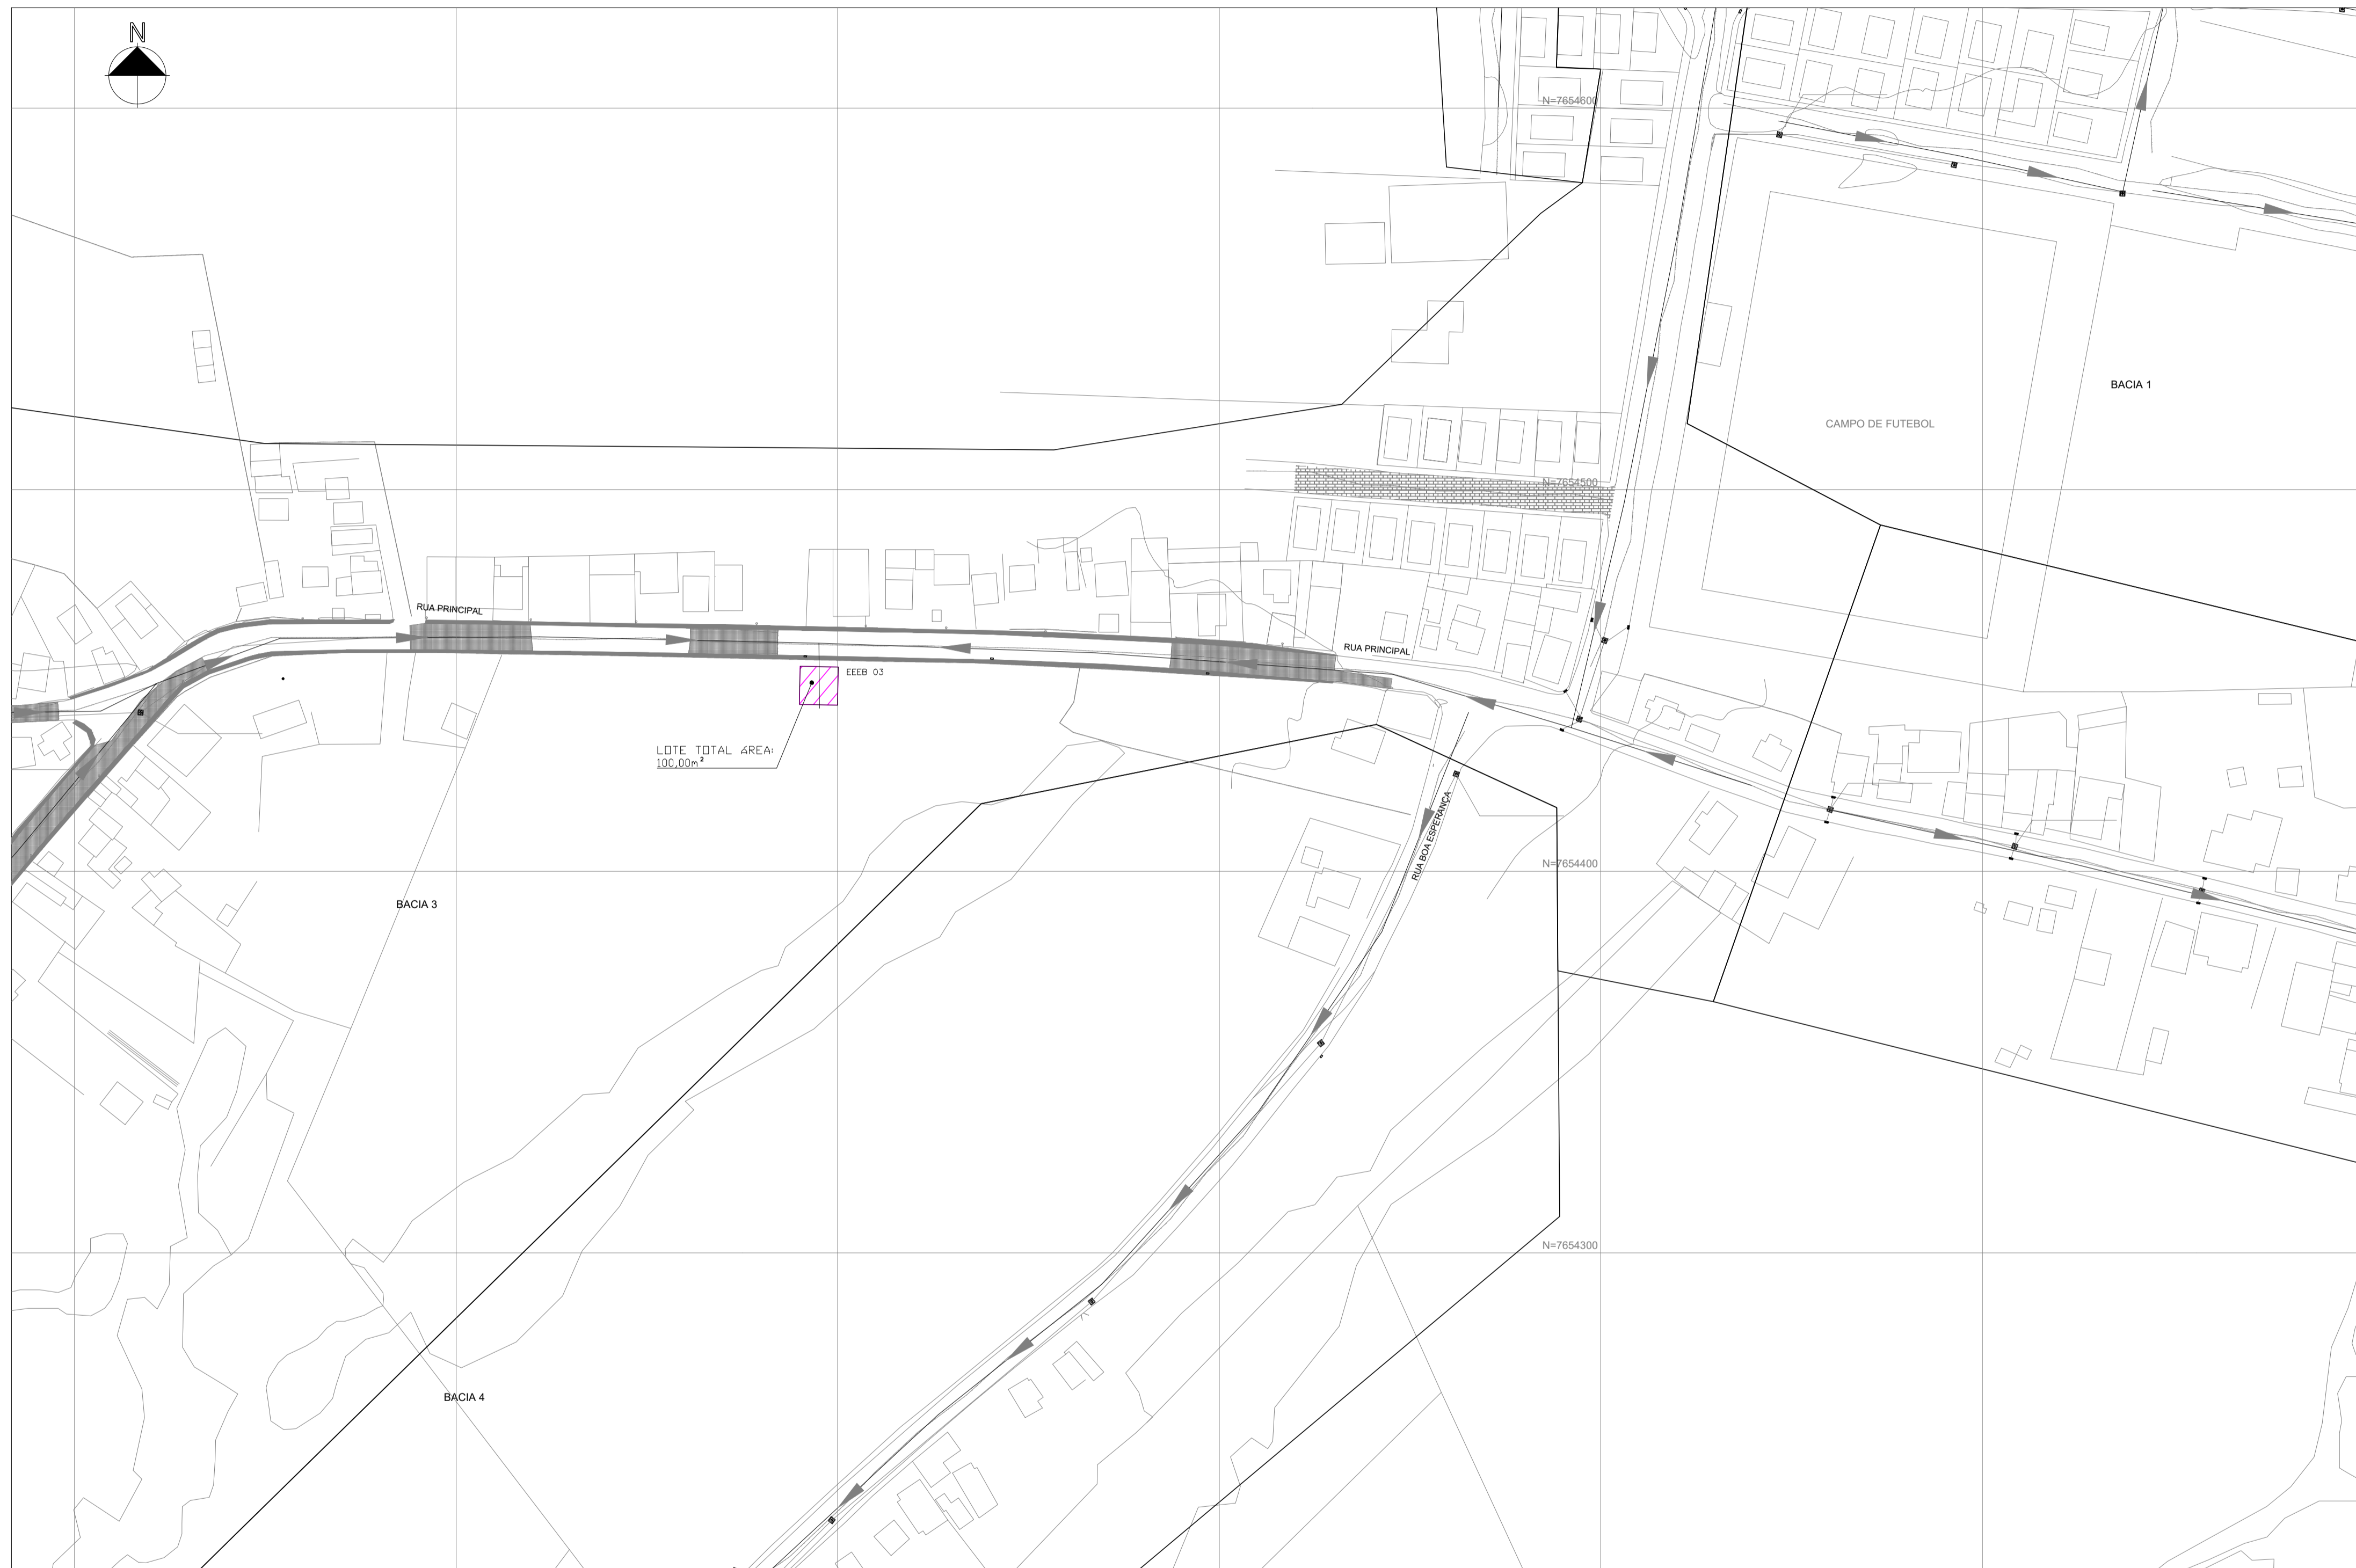 N
N=7654600
BACIA 1
CAMPO DE FUTEBOL
N=7654500
RUA PRINCIPAL
RUA PRINCIPAL
EEEB 03
LOTE TOTAL AREA:
100,00m²
RUA BOA ESPERANÇA
N=7654400
BACIA 3
N=7654300
BACIA 4